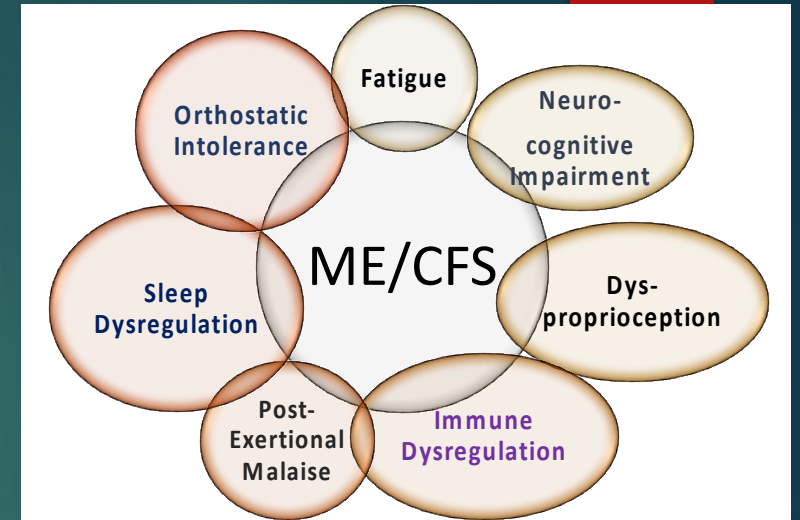 Fatigue
Orthostatic
Intolerance
Neuro-
cognitive
Impairment
ME/CFS
Sleep
Dysregulation
Dys-
proprioception
Post-
Exertional
Malaise
Immune
Dysregulation